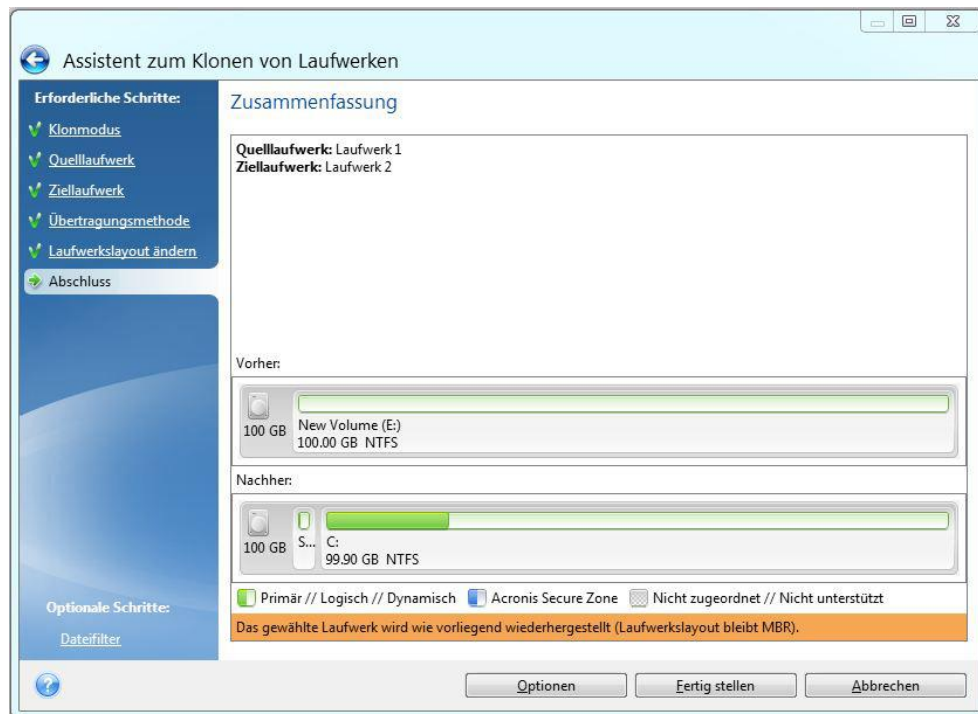 Assistent zum Klonen von Laufwerken
Erforderliche Schritte:
Klonmodus
Quelllaufwerk
Ziellaufwerk
Übertragungsmethode
Laufwerkslayout ändern
Abschluss
Optionale Schritte:
Dateifilter
Zusammenfassung
Quelllaufwerk: Laufwerk 1
Ziellaufwerk: Laufwerk 2
Vorher:
100 GB
New Volume (E:)
100.00 GB NTFS
Nachher:
100 GB
S...
C:
99.90 GB NTFS
Primär // Logisch // Dynamisch
Acronis Secure Zone
Nicht zugeordnet // Nicht unterstützt
Das gewählte Laufwerk wird wie vorliegend wiederhergestellt (Laufwerkslayout bleibt MBR).
?
Optionen
Fertig stellen
Abbrechen